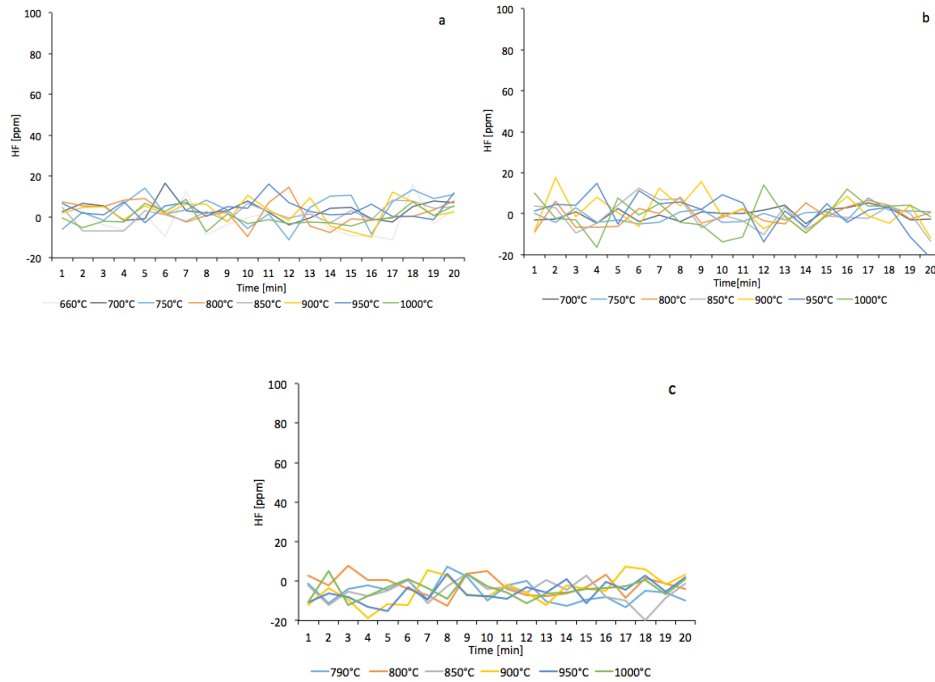 a
100
80
60
40
20
0
-20
HF [ppm]
1 2 3 4 5 6 7 8 9 10 11 12 13 14 15 16 17 18 19 20
Time [min]
660°C 700°C 750°C 800°C 850°C 900°C 950°C 1000°C
b
100
80
60
40
20
0
-20
HF [ppm]
1 2 3 4 5 6 7 8 9 10 11 12 13 14 15 16 17 18 19 20
Time[min]
700°C 750°C 800°C 850°C 900°C 950°C 1000°C
c
100
80
60
40
20
0
-20
HF [ppm]
1 2 3 4 5 6 7 8 9 10 11 12 13 14 15 16 17 18 19 20
Time [min]
790°C 800°C 850°C 900°C 950°C 1000°C